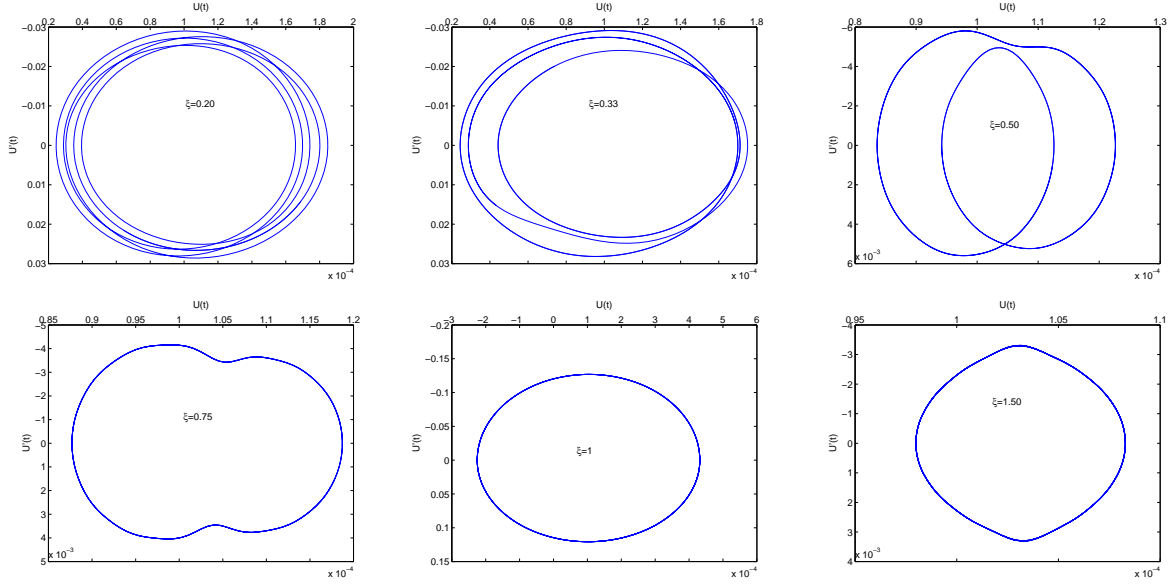 U(t) U(t) U(t)
0.2 0.4 0.6 0.8 1 1.2 1.4 1.6 1.8 2
−0.03
−0.02
−0.01
0
0.01
0.02
0.03
U'(t)
ξ=0.20
x 10⁻⁴
0.2 0.4 0.6 0.8 1 1.2 1.4 1.6 1.8
−0.03
−0.02
−0.01
0
0.01
0.02
0.03
U'(t)
ξ=0.33
x 10⁻⁴
0.8 0.9 1 1.1 1.2 1.3
−6
−4
−2
0
2
4
6
U'(t)
ξ=0.50
x 10⁻³
x 10⁻⁴
U(t) U(t) U(t)
0.85 0.9 0.95 1 1.05 1.1 1.15 1.2
−5
−4
−3
−2
−1
0
1
2
3
4
5
U'(t)
ξ=0.75
x 10⁻³
x 10⁻⁴
−3 −2 −1 0 1 2 3 4 5 6
−0.2
−0.15
−0.1
−0.05
0
0.05
0.1
0.15
U'(t)
ξ=1
x 10⁻⁴
0.95 1 1.05 1.1
−4
−3
−2
−1
0
1
2
3
4
U'(t)
ξ=1.50
x 10⁻³
x 10⁻⁴